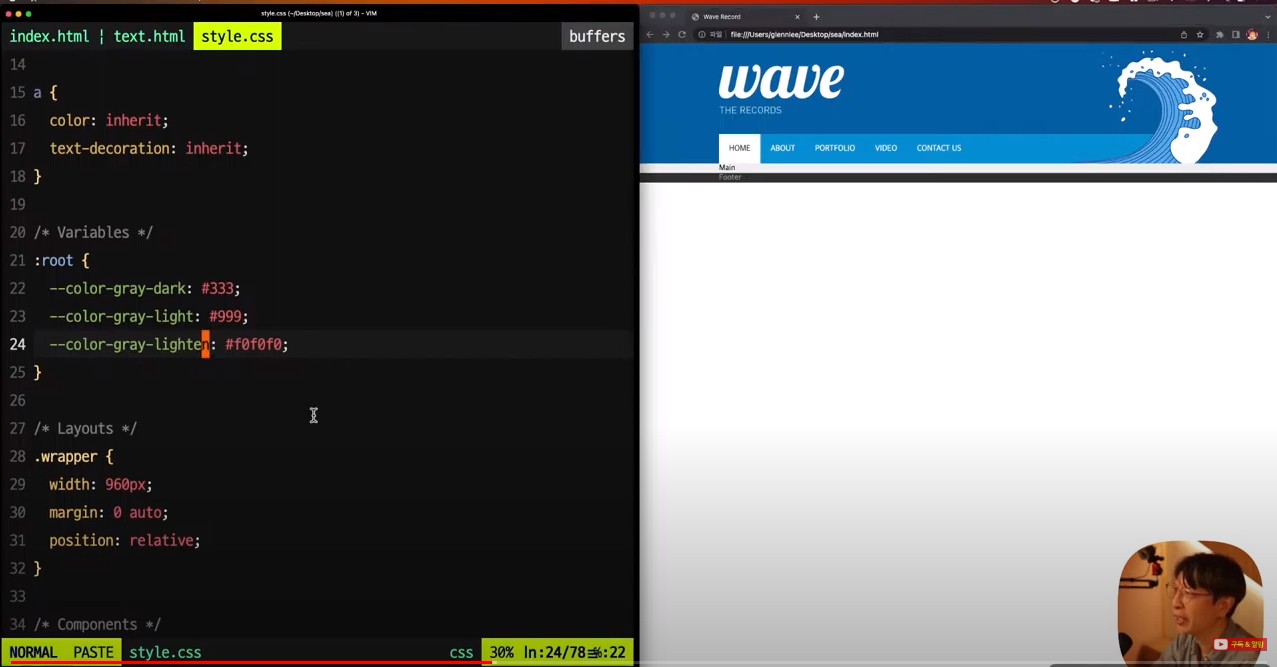 style.css (~/Desktop/sea) ((1) of 3) - VIM
index.html | text.html style.css buffers
14
15 a {
16 color: inherit;
17 text-decoration: inherit;
18 }
19
20 /* Variables */
21 :root {
22 --color-gray-dark: #333;
23 --color-gray-light: #999;
24 --color-gray-lighten: #f0f0f0;
25 }
26
27 /* Layouts */
28 .wrapper {
29 width: 960px;
30 margin: 0 auto;
31 position: relative;
32 }
33
34 /* Components */
NORMAL PASTE style.css css 30% ln:24/78≡%:22
Wave Record
파일 file:///Users/glennlee/Desktop/sea/index.html
wave
THE RECORDS
HOME ABOUT PORTFOLIO VIDEO CONTACT US
Main
Footer
구독 & 알림